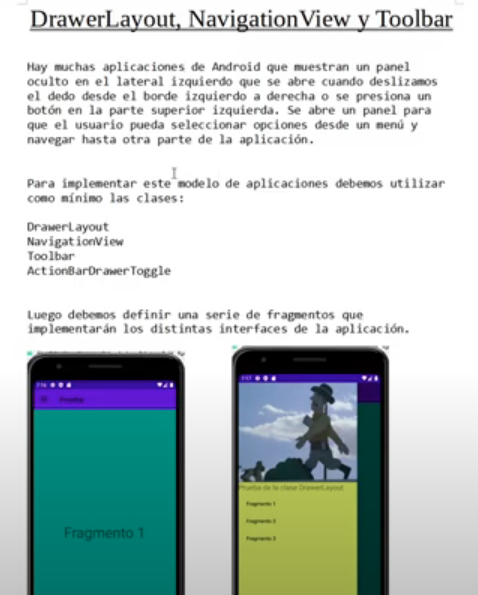 DrawerLayout, NavigationView y Toolbar
Hay muchas aplicaciones de Android que muestran un panel
oculto en el lateral izquierdo que se abre cuando deslizamos
el dedo desde el borde izquierdo a derecha o se presiona un
botón en la parte superior izquierda. Se abre un panel para
que el usuario pueda seleccionar opciones desde un menú y
navegar hasta otra parte de la aplicación.
Para implementar este modelo de aplicaciones debemos utilizar
como mínimo las clases:
DrawerLayout
NavigationView
Toolbar
ActionBarDrawerToggle
Luego debemos definir una serie de fragmentos que
implementarán los distintas interfaces de la aplicación.
7:16
Prueba
Fragmento 1
7:17
Prueba de la clase DrawerLayout
Fragmento 1
Fragmento 2
Fragmento 3